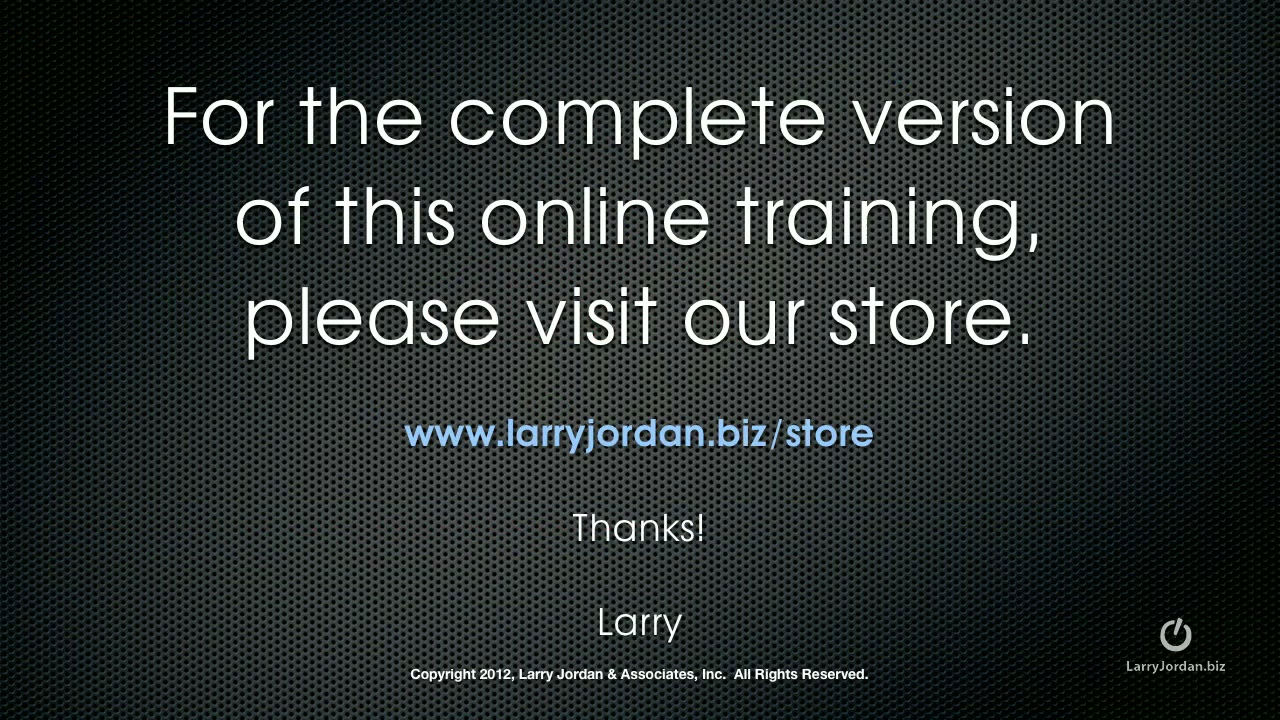 For the complete version
of this online training,
please visit our store.
www.larryjordan.biz/store
Thanks!
Larry
Copyright 2012, Larry Jordan & Associates, Inc.  All Rights Reserved.
LarryJordan.biz